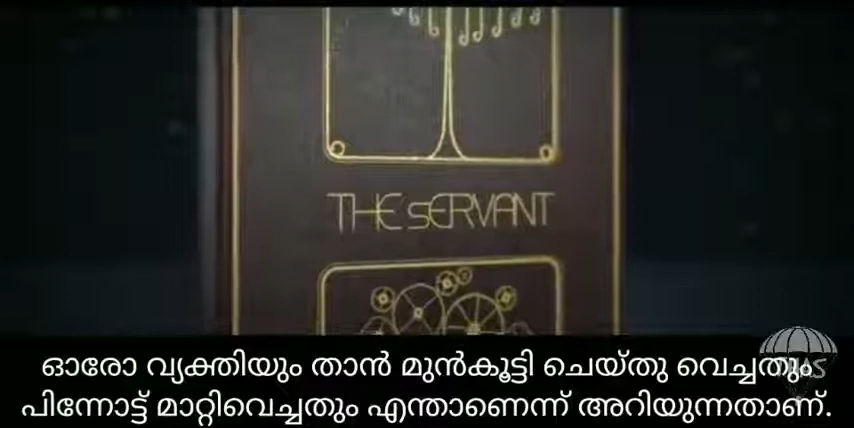 THE SERVANT
ഓരോ വ്യക്തിയും താൻ മുൻകൂട്ടി ചെയ്തു വെച്ചതും
പിന്നോട്ട് മാറ്റിവെച്ചതും എന്താണെന്ന് അറിയുന്നതാണ്.